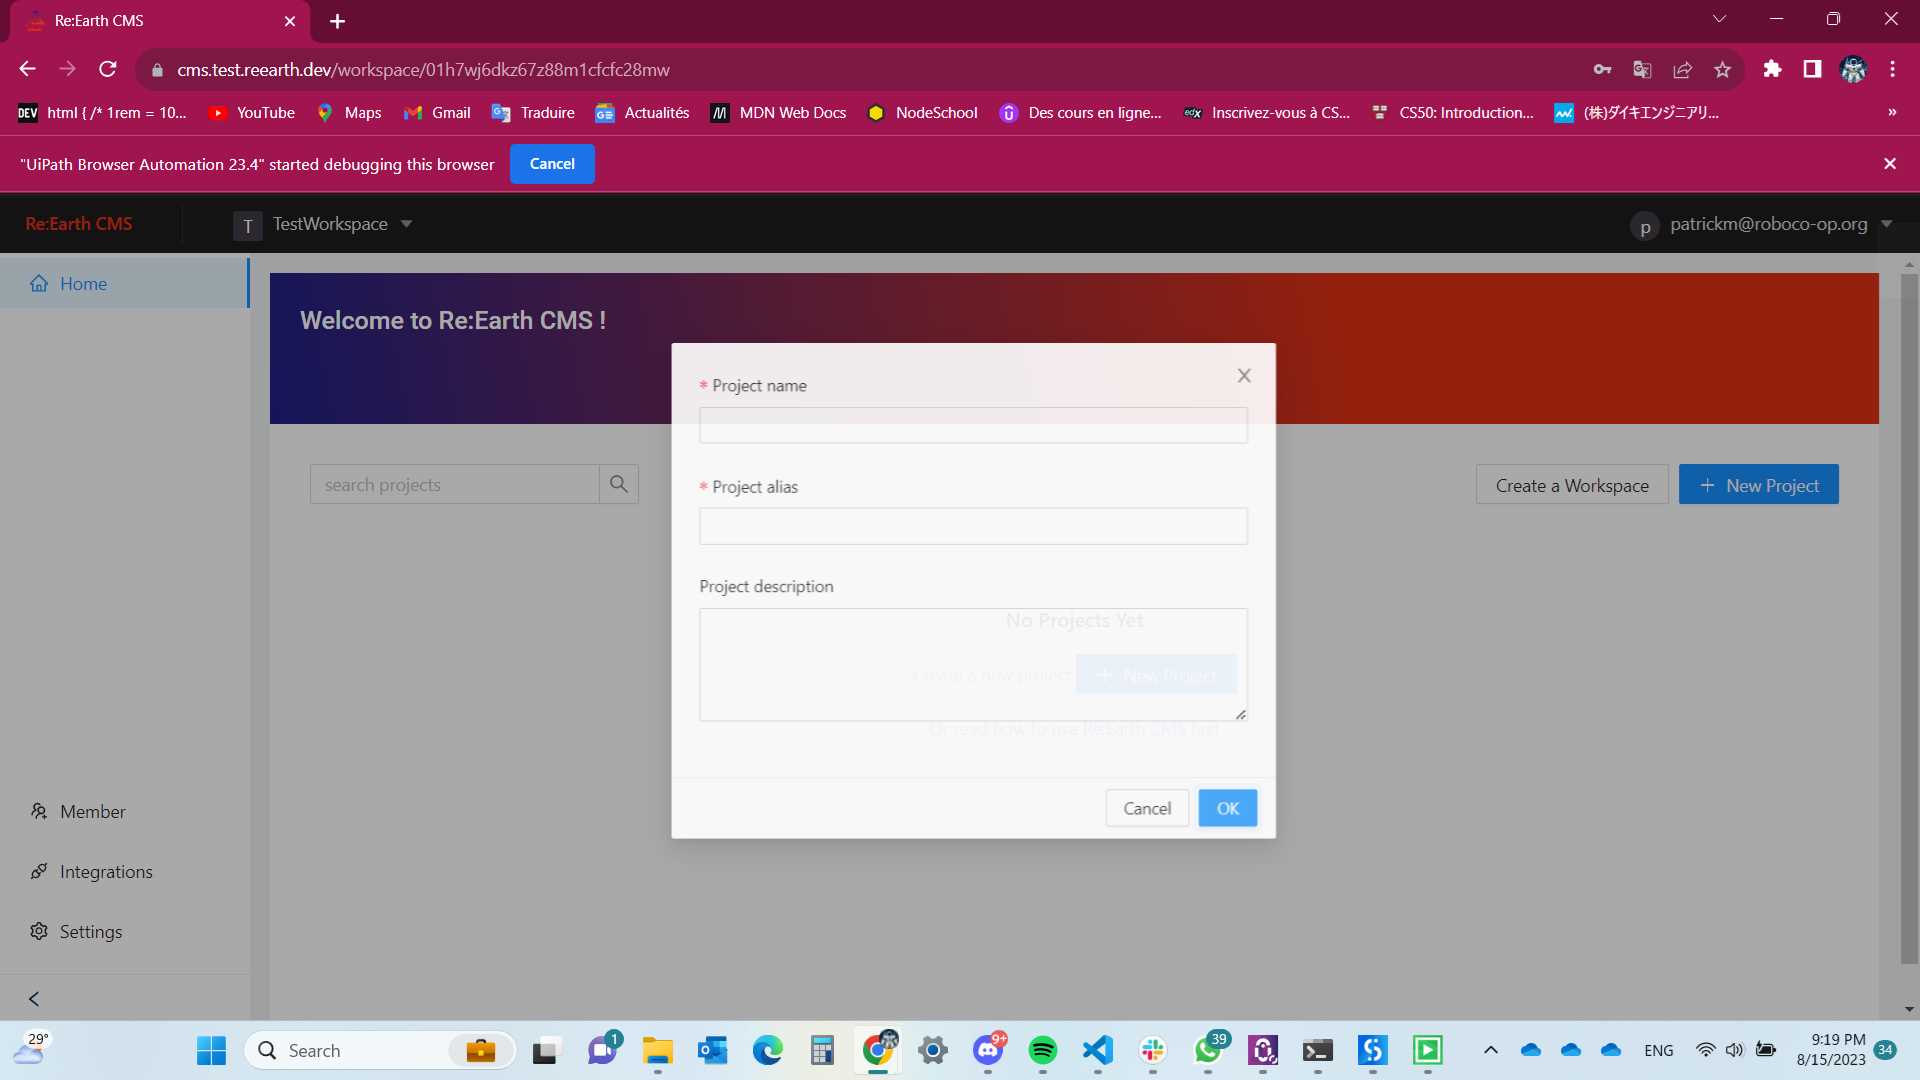 Re:Earth CMS
cms.test.reearth.dev/workspace/01h7wj6dkz67z88m1cfcfc28mw
DEV html { /* 1rem = 10... YouTube Maps Gmail Traduire Actualités MDN Web Docs NodeSchool Des cours en ligne... edX Inscrivez-vous à CS... CS50: Introduction... (株)ダイキエンジニアリ... »
"UiPath Browser Automation 23.4" started debugging this browser Cancel
Re:Earth CMS T TestWorkspace p patrickm@roboco-op.org
Home
Welcome to Re:Earth CMS !
* Project name
search projects
Create a Workspace
+ New Project
* Project alias
Project description
No Projects Yet
Create a new project + New Project
Or read how to use Re:Earth CMS first
Cancel OK
Member
Integrations
Settings
29°
Search
1
9+
39
ENG
9:19 PM
8/15/2023
34